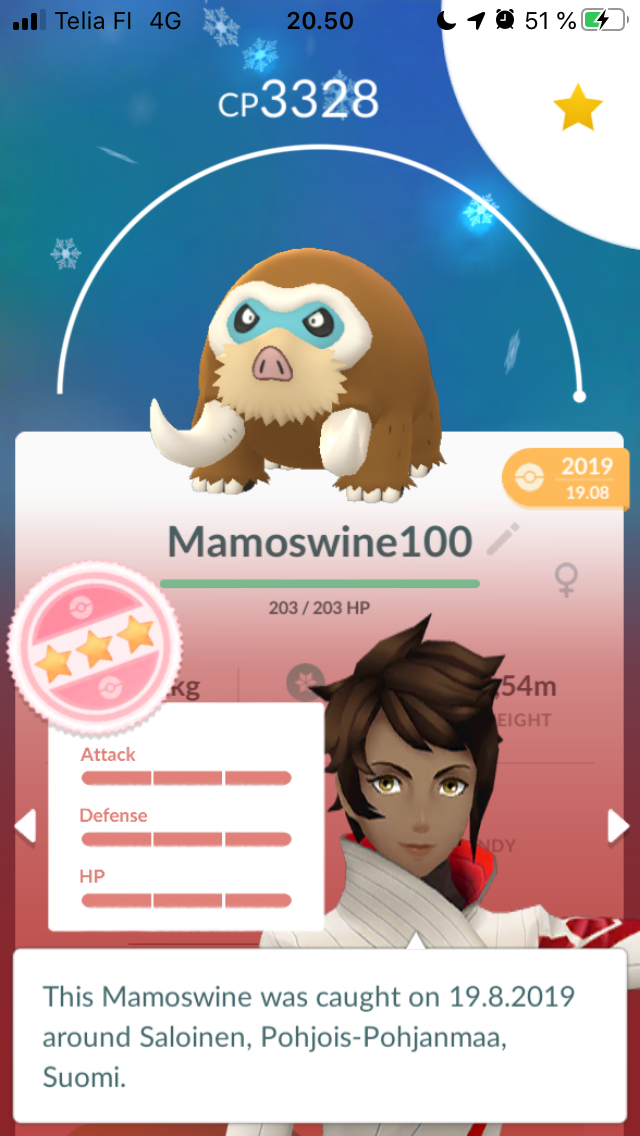 Telia FI 4G 20.50 51 %
CP3328
2019
19.08
Mamoswine100
203 / 203 HP
kg
,54m
EIGHT
Attack
Defense
NDY
HP
This Mamoswine was caught on 19.8.2019
around Saloinen, Pohjois-Pohjanmaa,
Suomi.